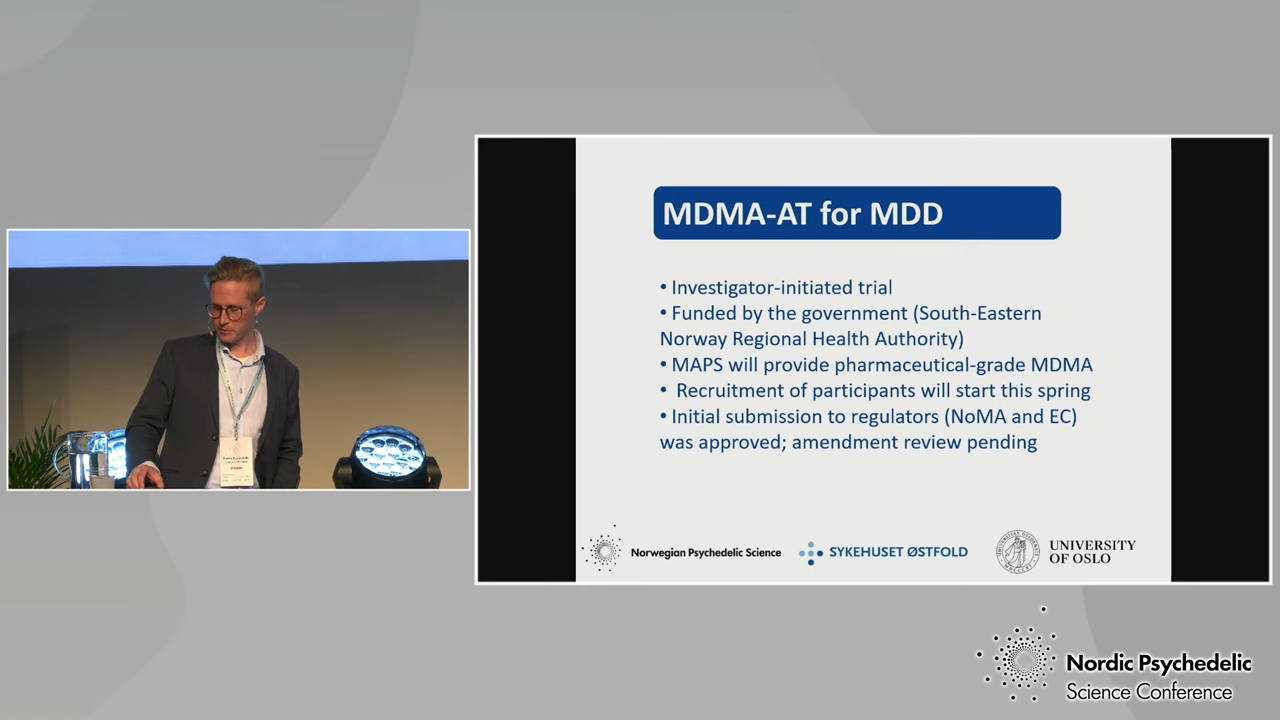 MDMA-AT for MDD
• Investigator-initiated trial
• Funded by the government (South-Eastern
Norway Regional Health Authority)
• MAPS will provide pharmaceutical-grade MDMA
• Recruitment of participants will start this spring
• Initial submission to regulators (NoMA and EC)
was approved; amendment review pending
Norwegian Psychedelic Science
SYKEHUSET ØSTFOLD
UNIVERSITY
OF OSLO
Nordic Psychedelic
Science Conference